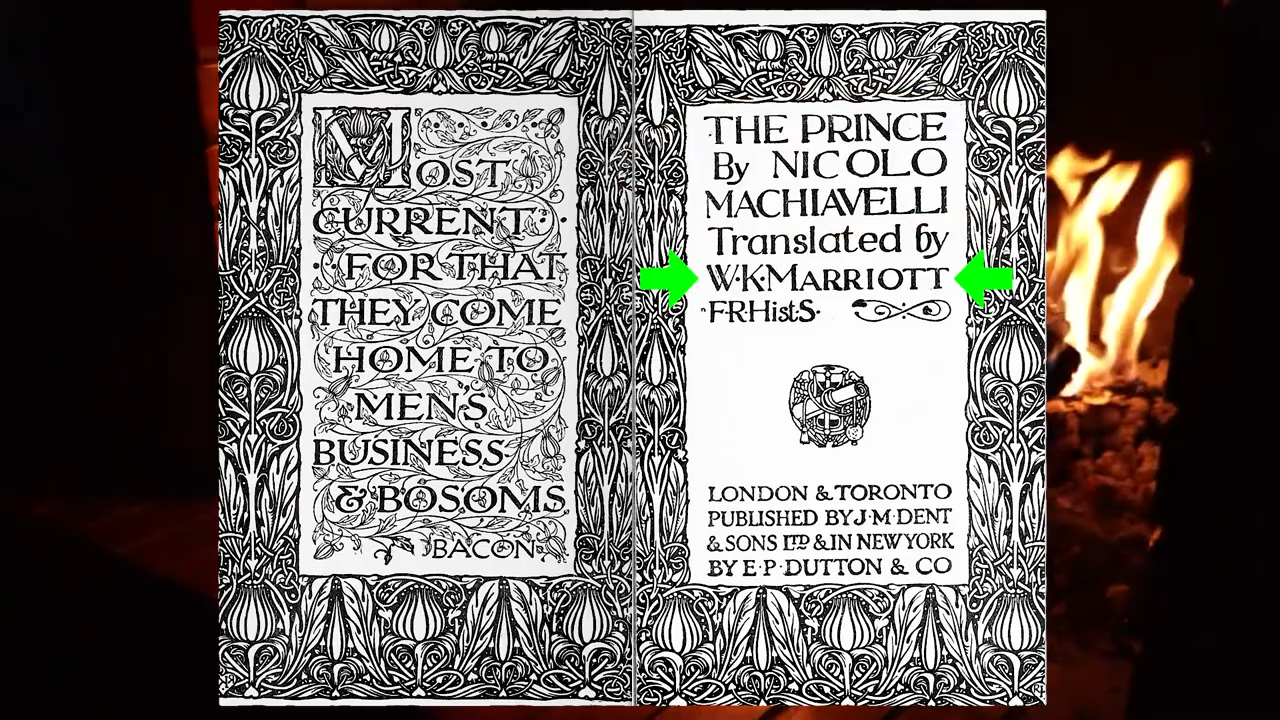 MOST
CURRENT
FOR THAT
THEY COME
HOME TO
MEN'S
BUSINESS
& BOSOMS
BACON
THE PRINCE
By NICOLO
MACHIAVELLI
Translated by
W·K·MARRIOTT
F·R·Hist·S·
LONDON & TORONTO
PUBLISHED BY J·M·DENT
& SONS LTD & IN NEW YORK
BY E·P·DUTTON & CO